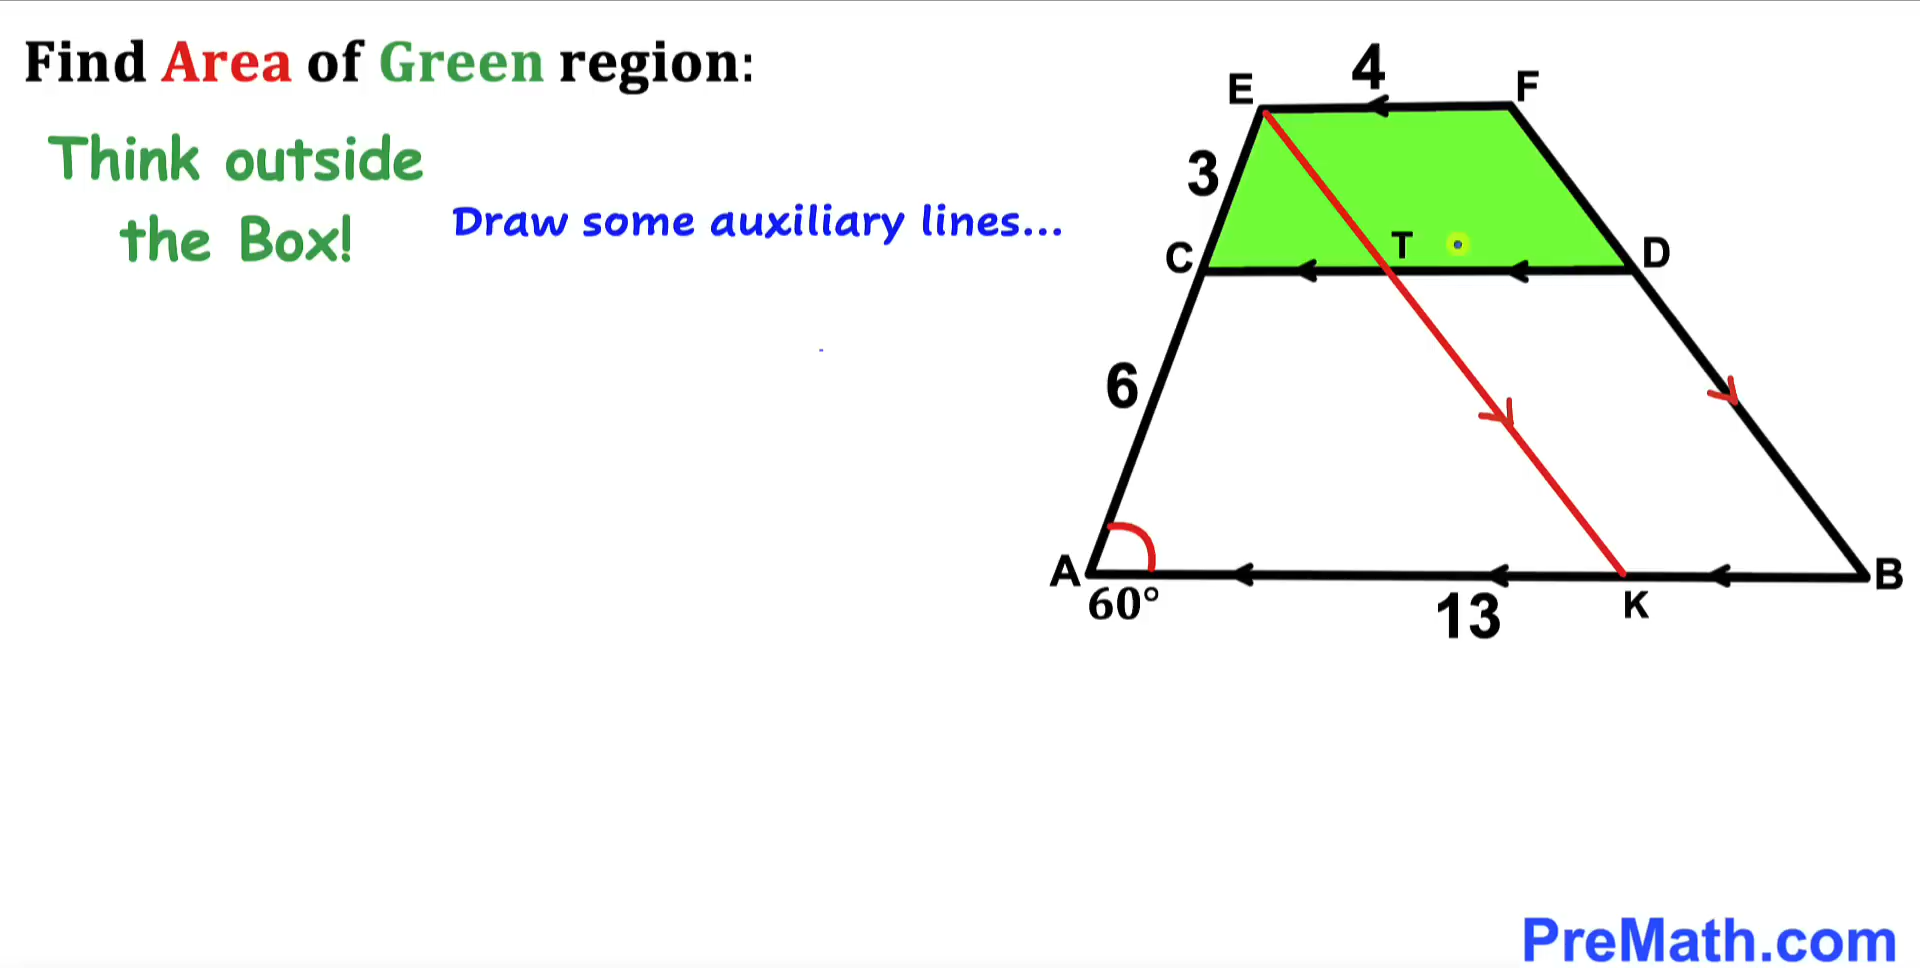 Find Area of Green region:
Think outside
the Box!
Draw some auxiliary lines...
4
E
F
3
C
T
D
6
A
60°
13
K
B
PreMath.com